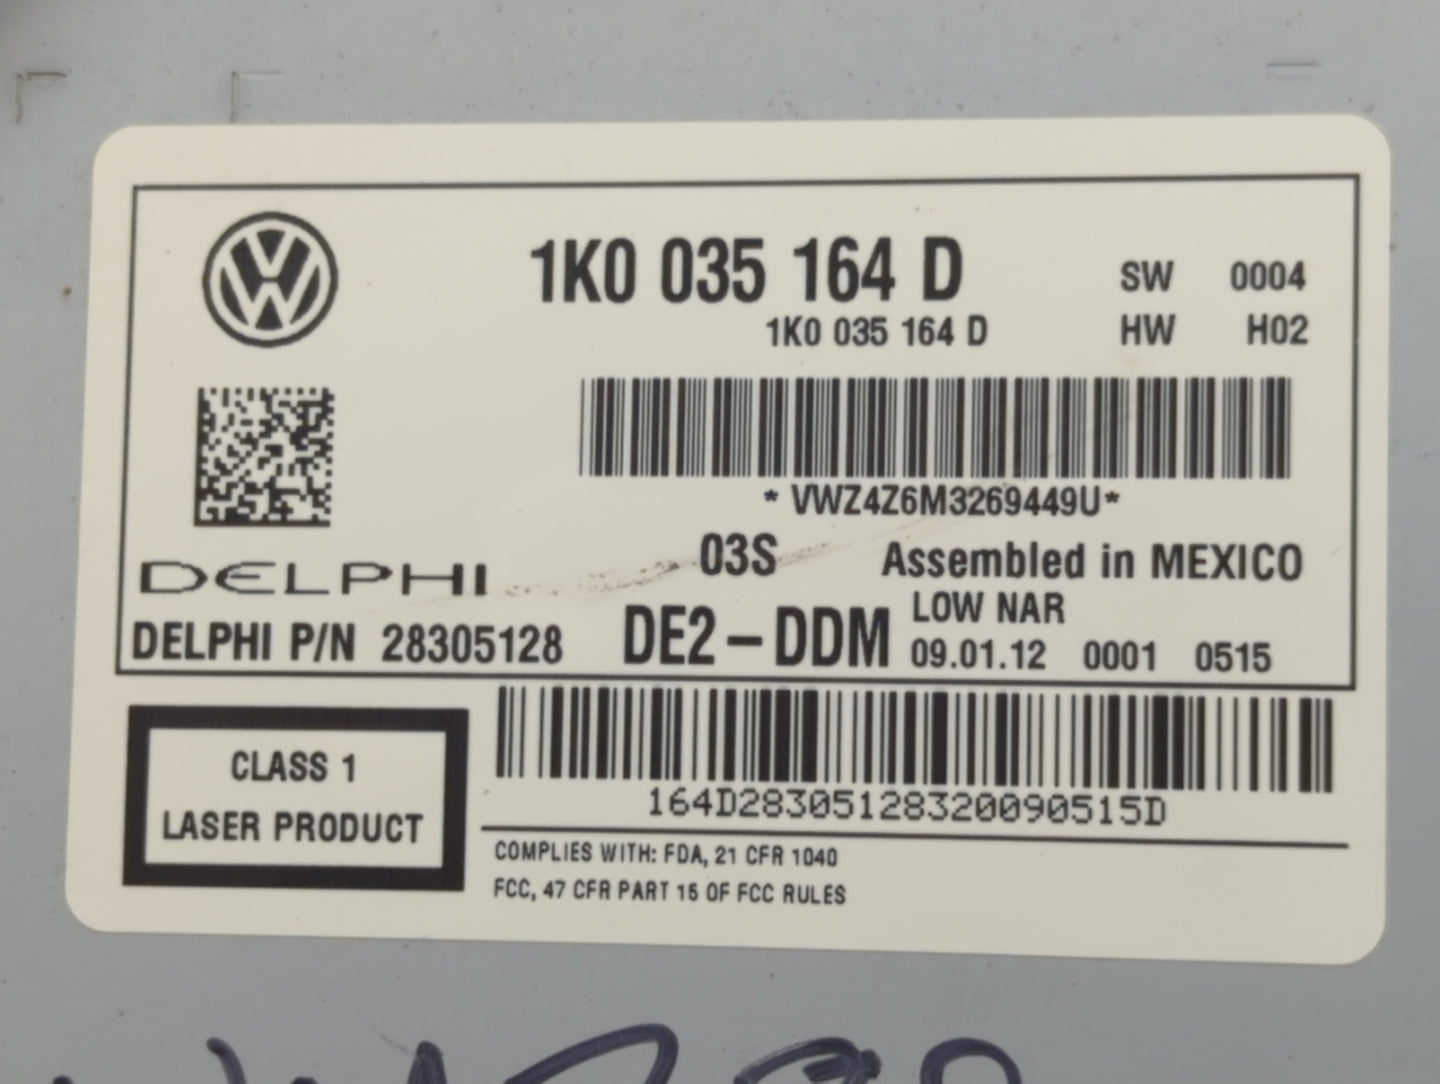 1K0 035 164 D
SW 0004
1K0 035 164 D
HW H02
* VWZ4Z6M3269449U*
03S
Assembled in MEXICO
DELPHI
LOW NAR
DELPHI P/N 28305128
DE2-DDM
09.01.12 0001 0515
CLASS 1
LASER PRODUCT
164D28305128320090515D
COMPLIES WITH: FDA, 21 CFR 1040
FCC, 47 CFR PART 15 OF FCC RULES